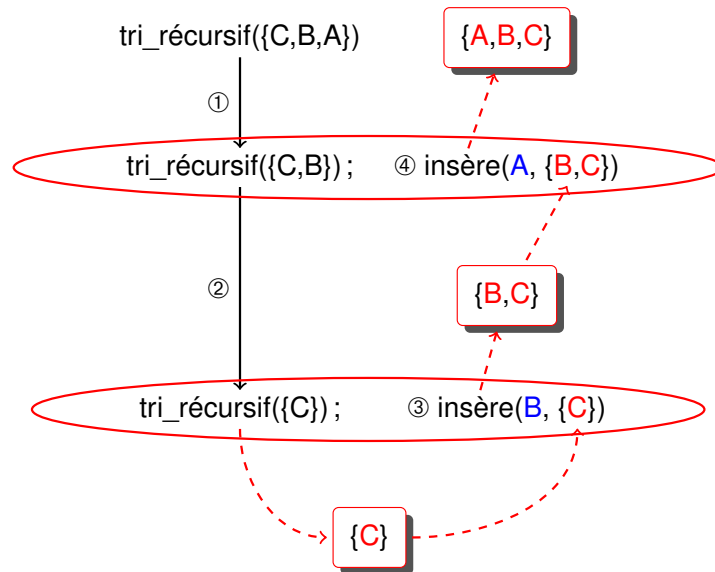 tri_récursif({C,B,A}) {A,B,C}
①
tri_récursif({C,B}) ; ④ insère(A, {B,C})
②
{B,C}
tri_récursif({C}) ; ③ insère(B, {C})
{C}